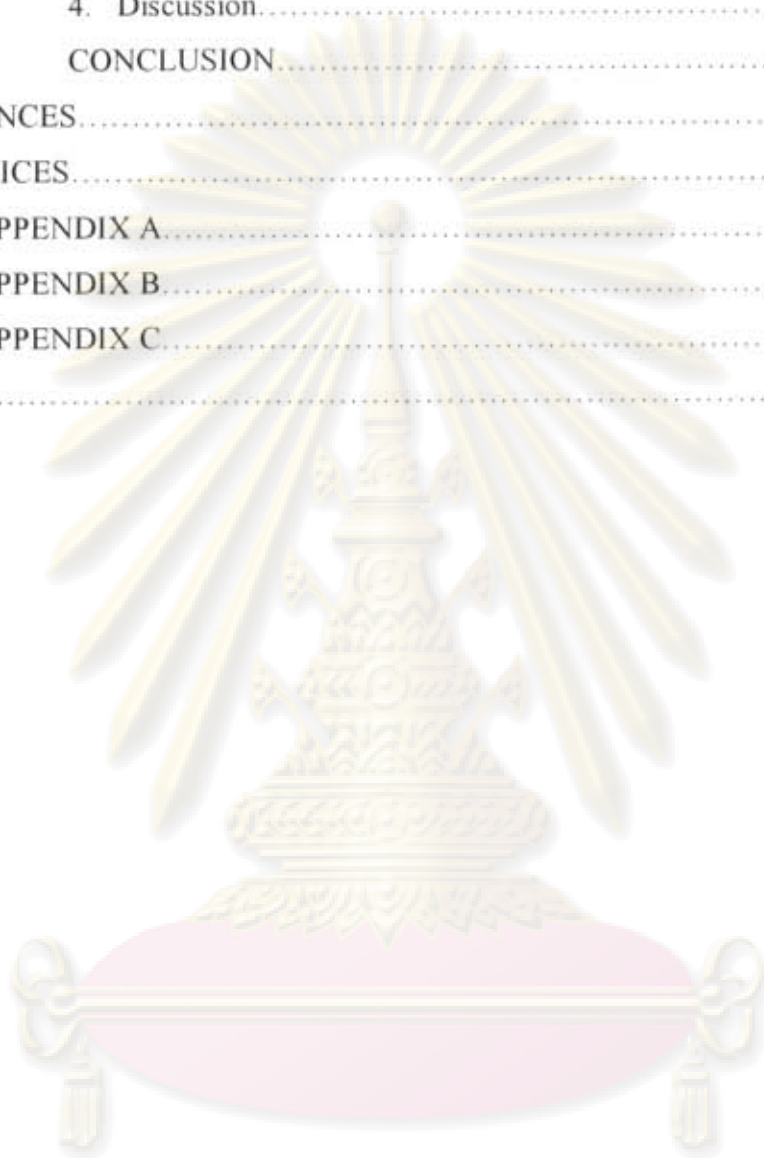 4. Discussion
CONCLUSION
NCES
ICES
PPENDIX A
PPENDIX B
PPENDIX C